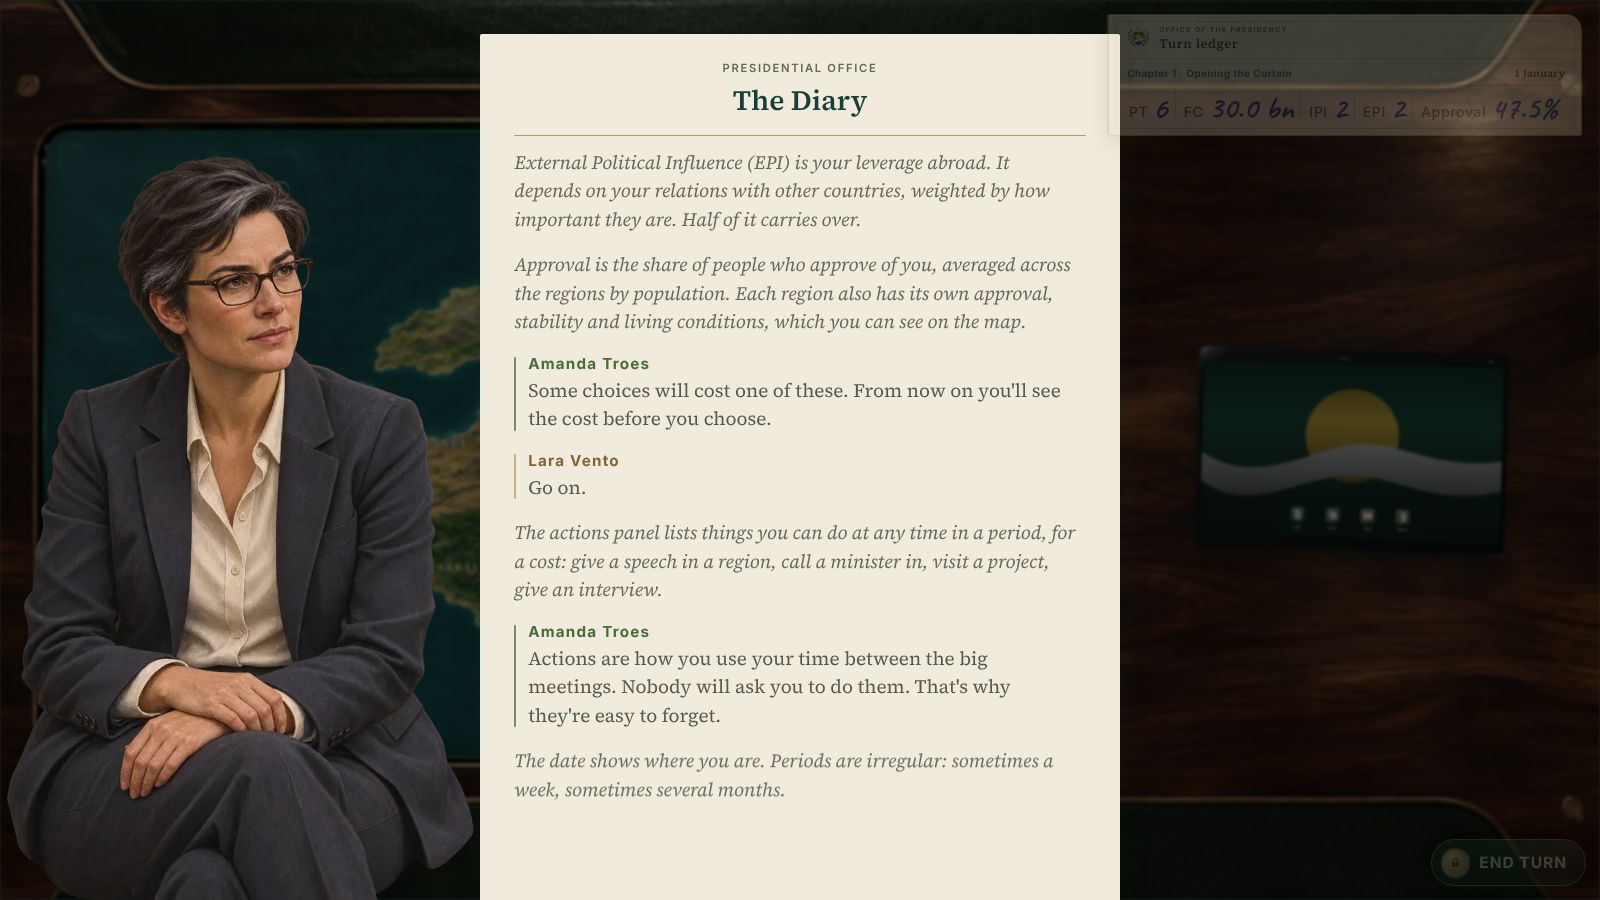 PRESIDENTIAL OFFICE
The Diary
External Political Influence (EPI) is your leverage abroad. It
depends on your relations with other countries, weighted by how
important they are. Half of it carries over.
Approval is the share of people who approve of you, averaged across
the regions by population. Each region also has its own approval,
stability and living conditions, which you can see on the map.
Amanda Troes
Some choices will cost one of these. From now on you'll see
the cost before you choose.
Lara Vento
Go on.
The actions panel lists things you can do at any time in a period, for
a cost: give a speech in a region, call a minister in, visit a project,
give an interview.
Amanda Troes
Actions are how you use your time between the big
meetings. Nobody will ask you to do them. That's why
they're easy to forget.
The date shows where you are. Periods are irregular: sometimes a
week, sometimes several months.
OFFICE OF THE PRESIDENCY
Turn ledger
Chapter 1 · Opening the Curtain 1 January
PT 6 FC 30.0 bn IPI 2 EPI 2 Approval 47.5%
END TURN